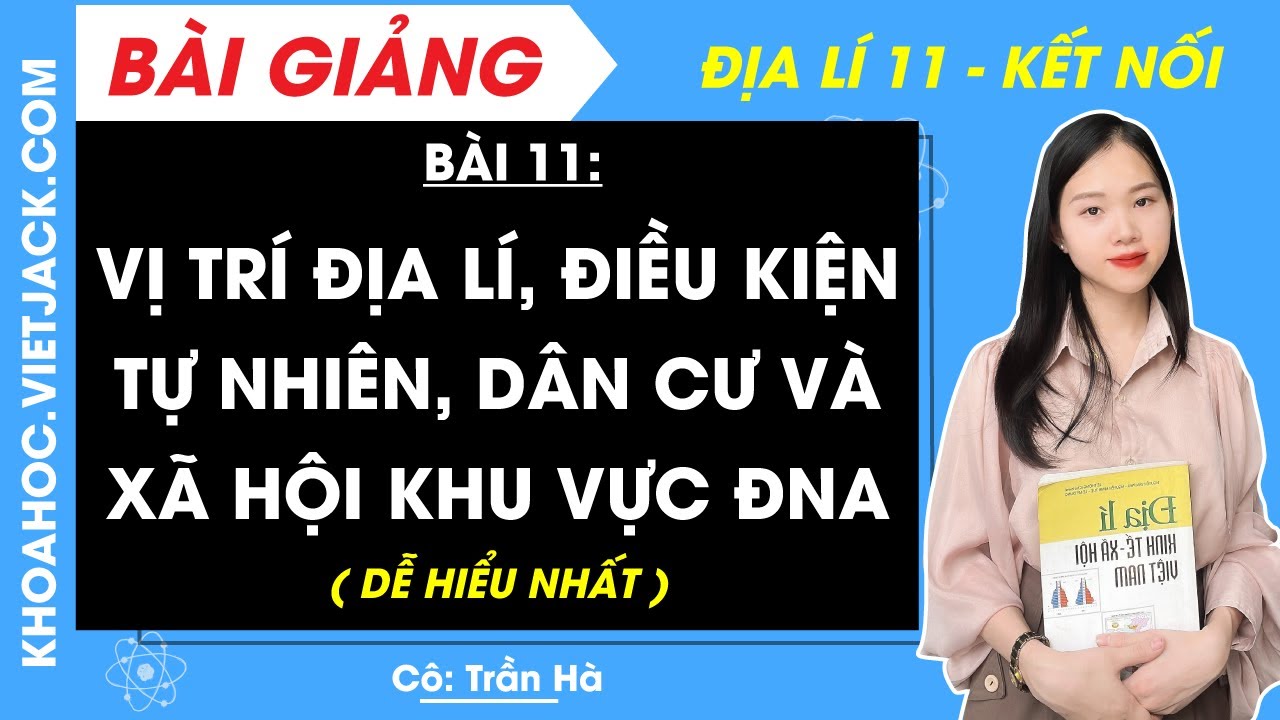 BÀI GIẢNG
ĐỊA LÍ 11 - KẾT NỐI
KHOAHOC.VIETJACK.COM
BÀI 11:
VỊ TRÍ ĐỊA LÍ, ĐIỀU KIỆN
TỰ NHIÊN, DÂN CƯ VÀ
XÃ HỘI KHU VỰC ĐNA
( DỄ HIỂU NHẤT )
Cô: Trần Hà
Địa lí
KINH TẾ - XÃ HỘI
VIỆT NAM